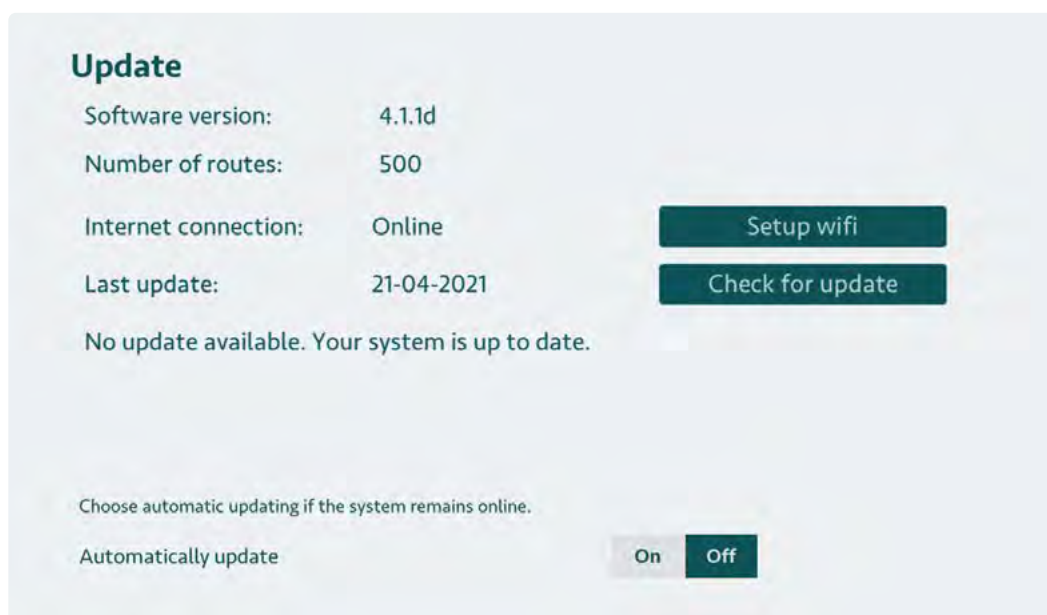 Update
Software version: 4.1.1d
Number of routes: 500
Internet connection: Online Setup wifi
Last update: 21-04-2021 Check for update
No update available. Your system is up to date.
Choose automatic updating if the system remains online.
Automatically update On Off